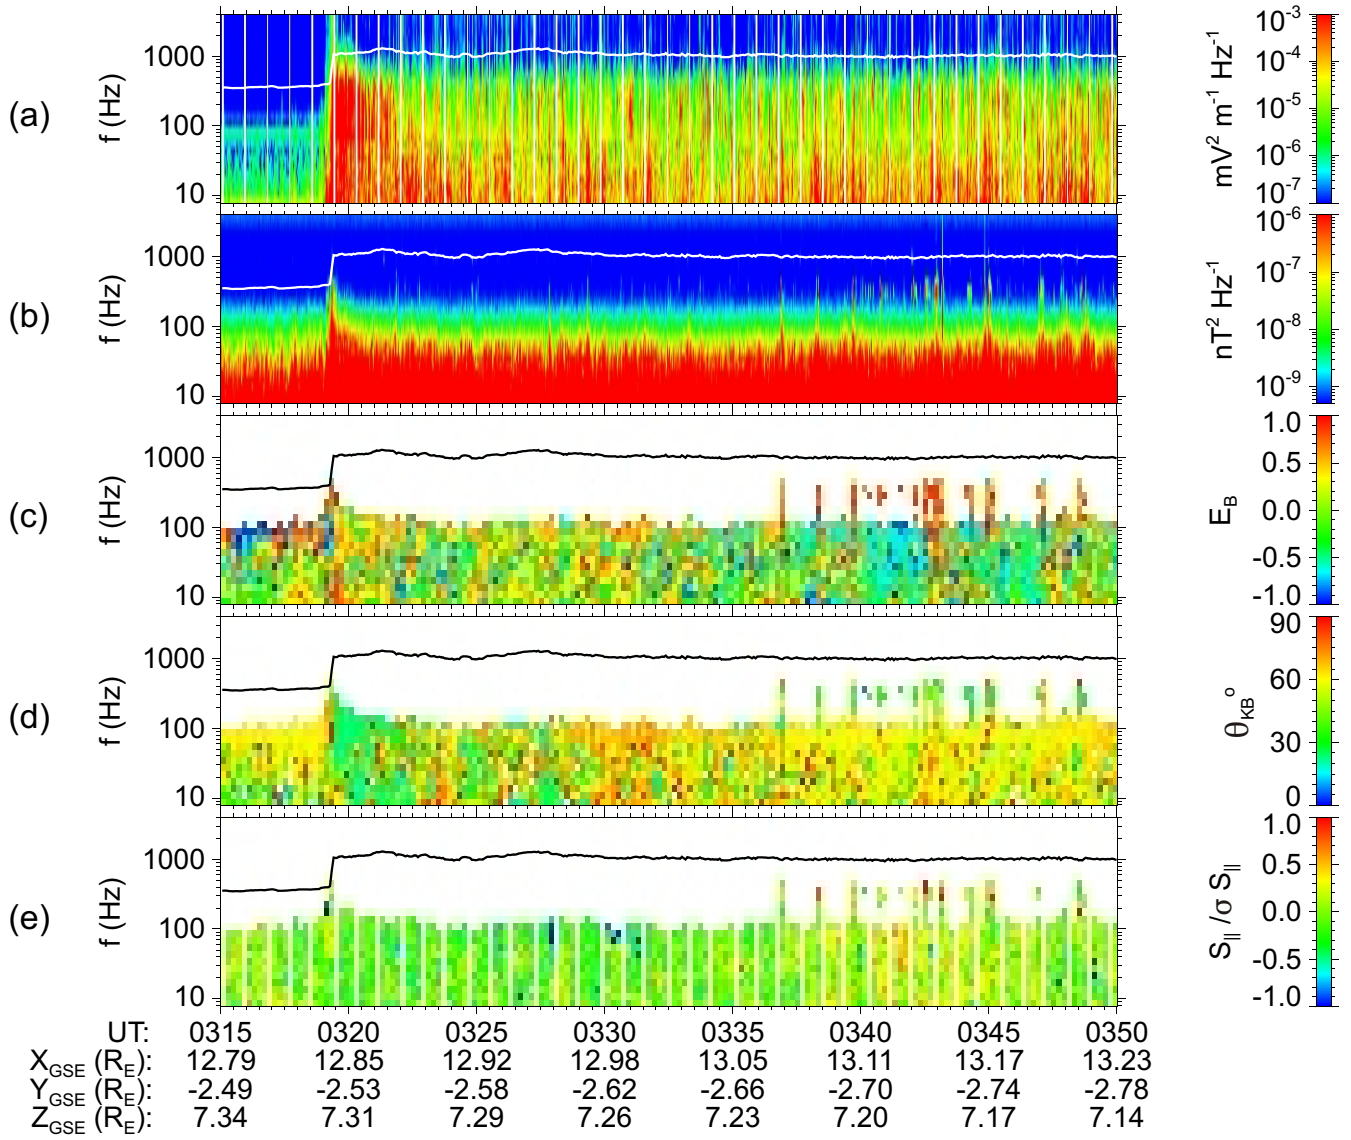 (a)
f (Hz)
1000
100
10
10⁻³
10⁻⁴
10⁻⁵
10⁻⁶
10⁻⁷
mV² m⁻¹ Hz⁻¹
(b)
f (Hz)
1000
100
10
10⁻⁶
10⁻⁷
10⁻⁸
10⁻⁹
nT² Hz⁻¹
(c)
f (Hz)
1000
100
10
1.0
0.5
0.0
-0.5
-1.0
E_B
(d)
f (Hz)
1000
100
10
90
60
30
0
θ_KB°
(e)
f (Hz)
1000
100
10
1.0
0.5
0.0
-0.5
-1.0
S_∥ /σ S_∥
UT: 0315 0320 0325 0330 0335 0340 0345 0350
X_GSE (R_E): 12.79 12.85 12.92 12.98 13.05 13.11 13.17 13.23
Y_GSE (R_E): -2.49 -2.53 -2.58 -2.62 -2.66 -2.70 -2.74 -2.78
Z_GSE (R_E): 7.34 7.31 7.29 7.26 7.23 7.20 7.17 7.14